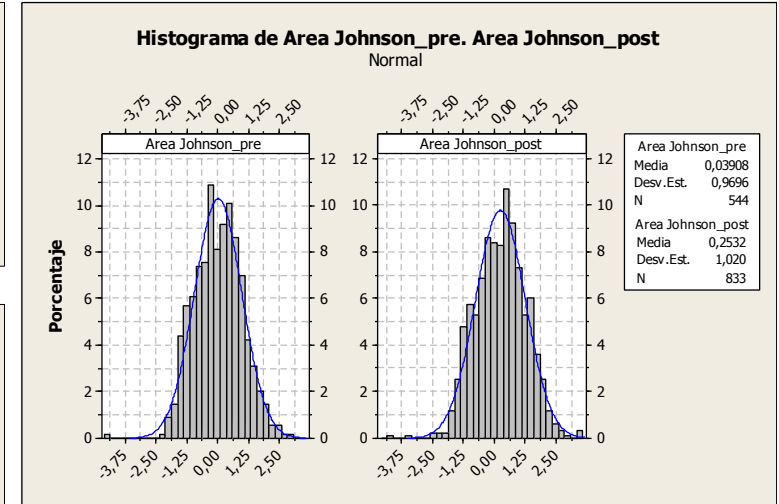 Histograma de Area Johnson_pre. Area Johnson_post
Normal
-3,75 -2,50 -1,25 0,00 1,25 2,50
-3,75 -2,50 -1,25 0,00 1,25 2,50
Area Johnson_pre
Area Johnson_post
Porcentaje
12 12 12 12
10 10 10 10
8 8 8 8
6 6 6 6
4 4 4 4
2 2 2 2
0 0 0 0
-3,75 -2,50 -1,25 0,00 1,25 2,50
-3,75 -2,50 -1,25 0,00 1,25 2,50
Area Johnson_pre
Media 0,03908
Desv.Est. 0,9696
N 544
Area Johnson_post
Media 0,2532
Desv.Est. 1,020
N 833